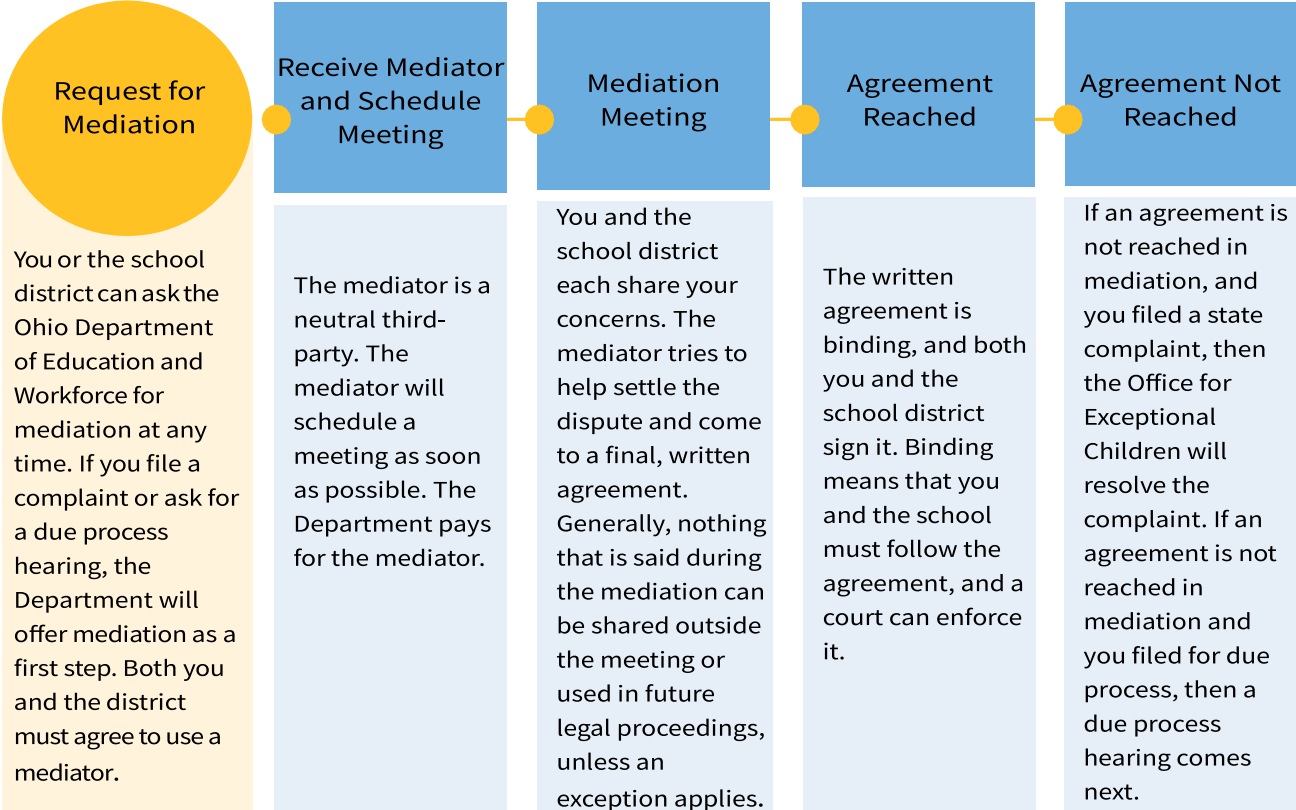 Request for
Mediation
You or the school
district can ask the
Ohio Department
of Education and
Workforce for
mediation at any
time. If you file a
complaint or ask for
a due process
hearing, the
Department will
offer mediation as a
first step. Both you
and the district
must agree to use a
mediator.
Receive Mediator
and Schedule
Meeting
The mediator is a
neutral third-
party. The
mediator will
schedule a
meeting as soon
as possible. The
Department pays
for the mediator.
Mediation
Meeting
You and the
school district
each share your
concerns. The
mediator tries to
help settle the
dispute and come
to a final, written
agreement.
Generally, nothing
that is said during
the mediation can
be shared outside
the meeting or
used in future
legal proceedings,
unless an
exception applies.
Agreement
Reached
The written
agreement is
binding, and both
you and the
school district
sign it. Binding
means that you
and the school
must follow the
agreement, and a
court can enforce
it.
Agreement Not
Reached
If an agreement is
not reached in
mediation, and
you filed a state
complaint, then
the Office for
Exceptional
Children will
resolve the
complaint. If an
agreement is not
reached in
mediation and
you filed for due
process, then a
due process
hearing comes
next.